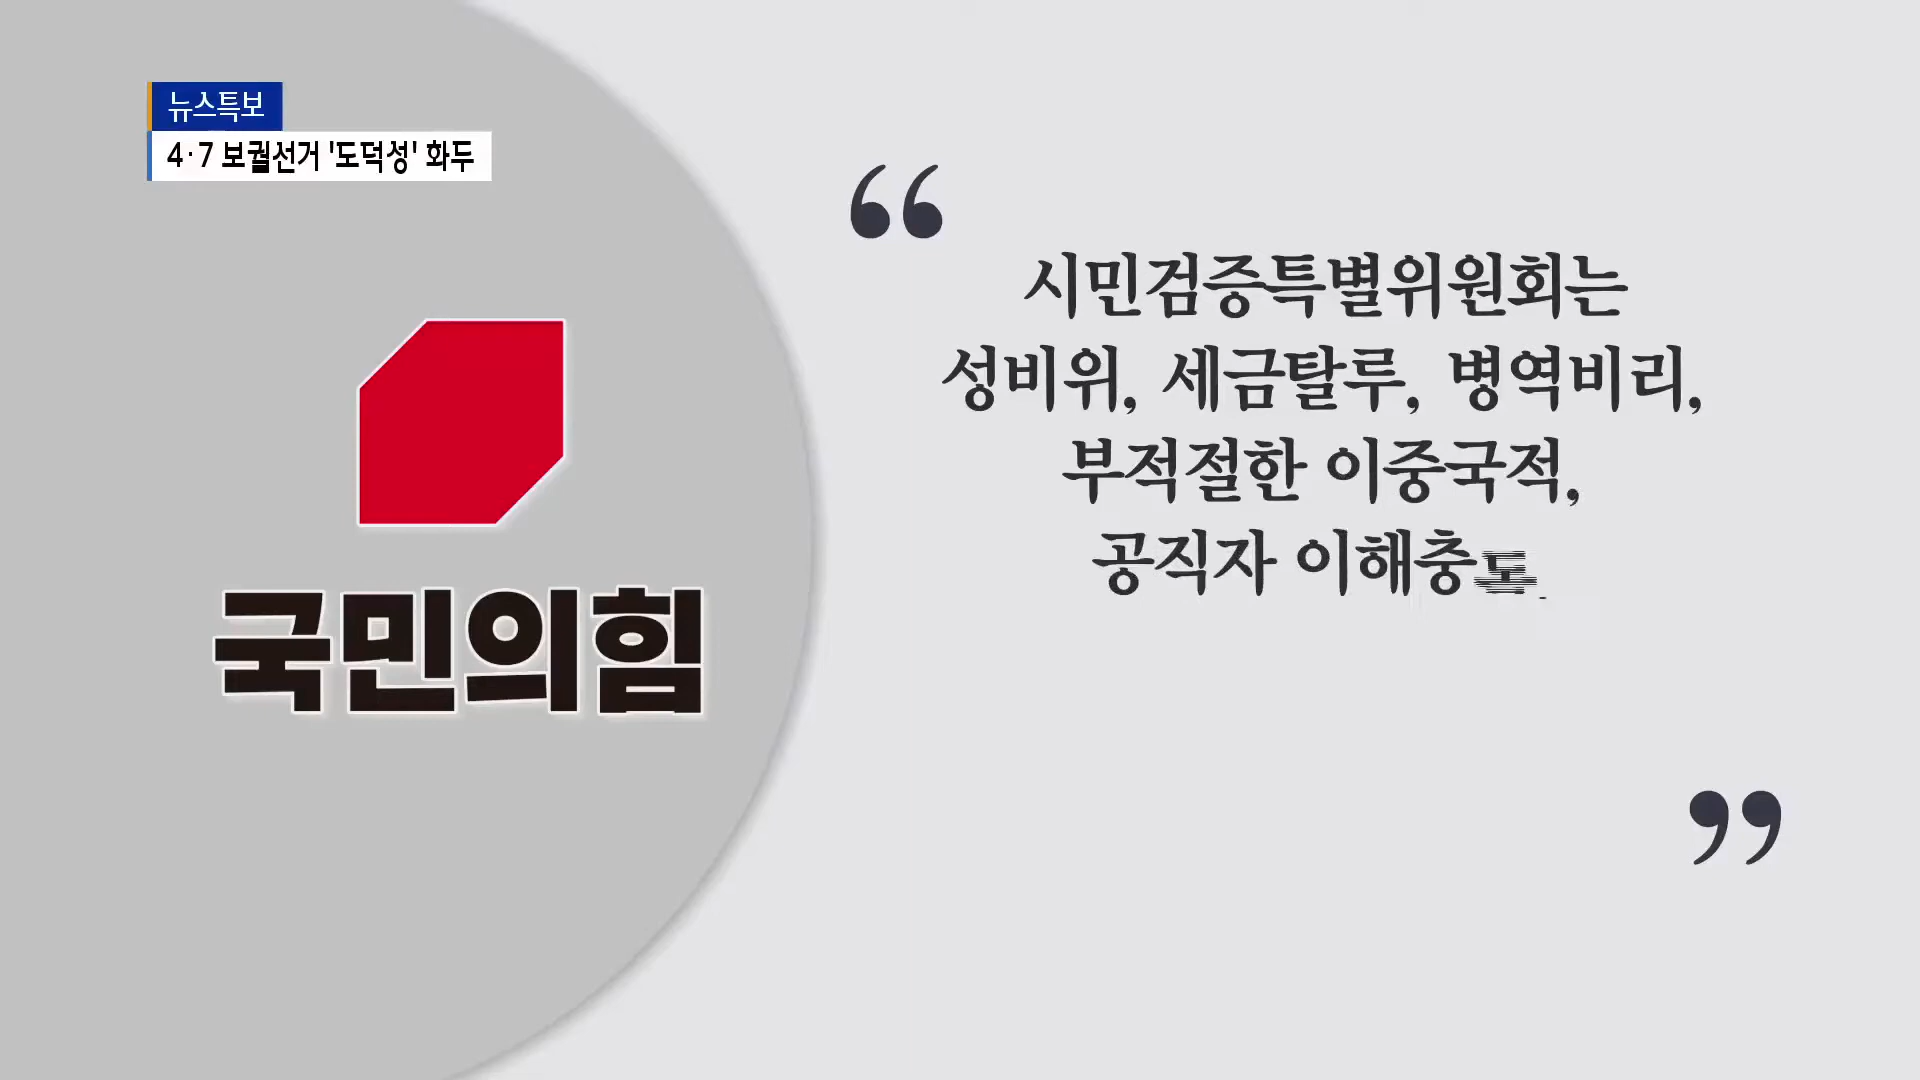 뉴스특보
4·7 보궐선거 '도덕성' 화두
국민의힘
“
시민검증특별위원회는
성비위, 세금탈루, 병역비리,
부적절한 이중국적,
공직자 이해충
”